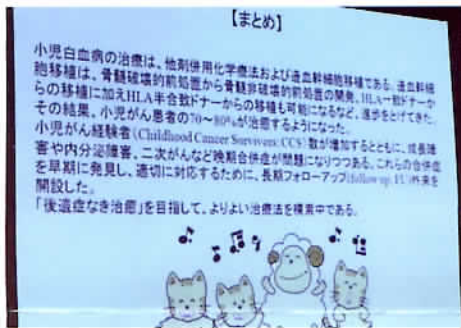 【まとめ】
小児白血病の治療は、他剤併用化学療法および造血幹細胞移植である。造血幹細
胞移植は、骨髄破壊的前処置から骨髄非破壊的前処置の開発、HLA一致ドナーか
らの移植に加えHLA半合致ドナーからの移植も可能になるなど、進歩をとげてきた。
その結果、小児がん患者の70～80%が治癒するようになった。
小児がん経験者(Childhood Cancer Survivors: CCS)数が増加するとともに、成長障
害や内分泌障害、二次がんなど晩期合併症が問題になりつつある。これらの合併症
を早期に発見し、適切に対応するために、長期フォローアップ(follow up: FU)外来を
開設した。
「後遺症なき治癒」を目指して、よりよい治療法を模索中である。